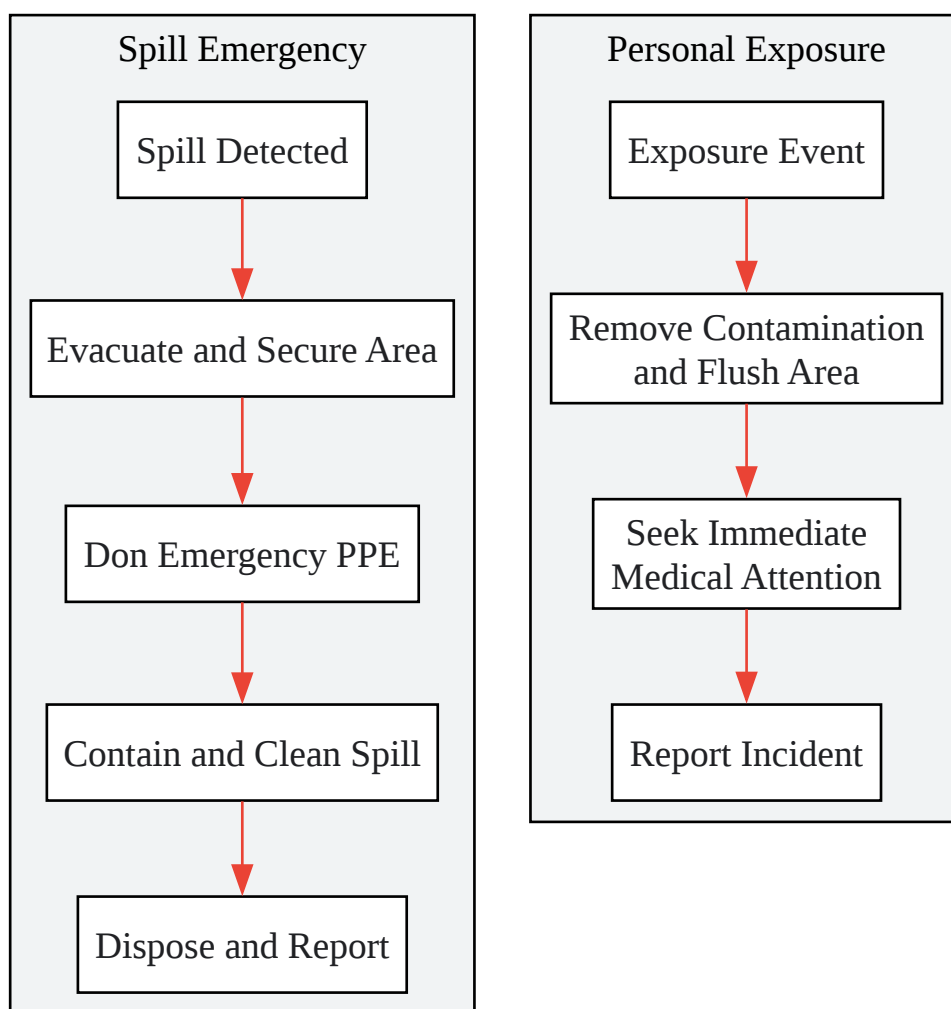 Spill Emergency
Spill Detected
Evacuate and Secure Area
Don Emergency PPE
Contain and Clean Spill
Dispose and Report
Personal Exposure
Exposure Event
Remove Contamination
and Flush Area
Seek Immediate
Medical Attention
Report Incident